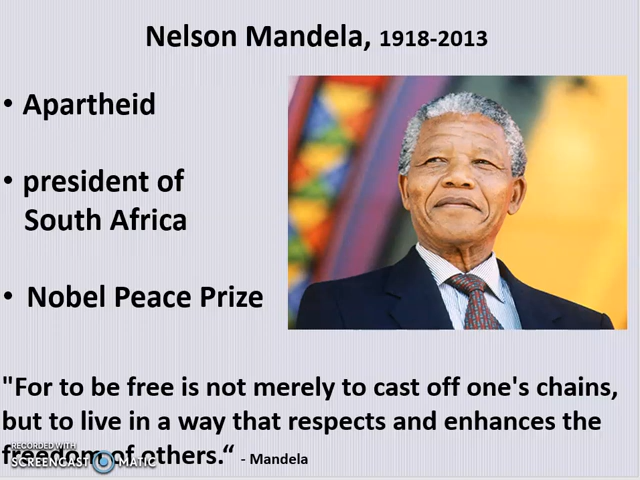 Nelson Mandela, 1918-2013
• Apartheid
• president of
South Africa
• Nobel Peace Prize
"For to be free is not merely to cast off one's chains,
but to live in a way that respects and enhances the
freedom of others.“ - Mandela
RECORDED WITH
SCREENCAST MATIC